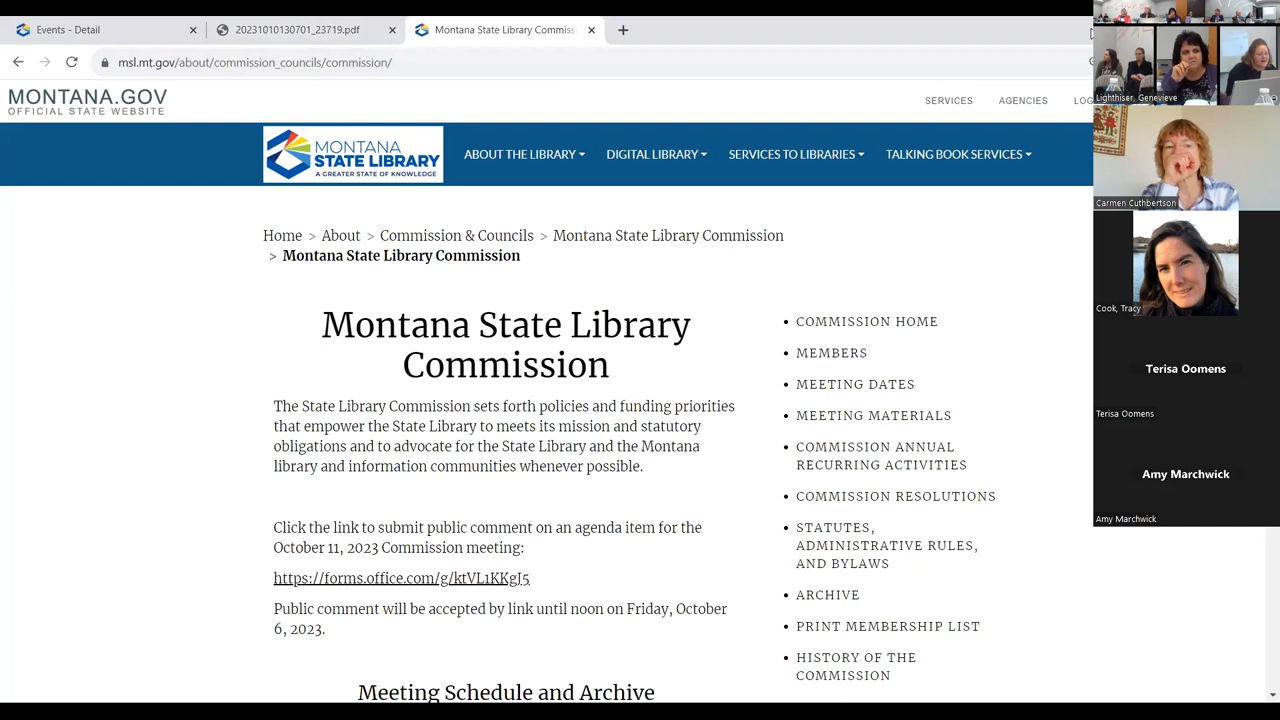 Events - Detail
20231010130701_23719.pdf
Montana State Library Commiss
msl.mt.gov/about/commission_councils/commission/
MONTANA.GOV
OFFICIAL STATE WEBSITE
SERVICES
AGENCIES
LOG
MONTANA
STATE LIBRARY
A GREATER STATE OF KNOWLEDGE
ABOUT THE LIBRARY
DIGITAL LIBRARY
SERVICES TO LIBRARIES
TALKING BOOK SERVICES
Home > About > Commission & Councils > Montana State Library Commission
> Montana State Library Commission
Montana State Library
Commission
The State Library Commission sets forth policies and funding priorities
that empower the State Library to meets its mission and statutory
obligations and to advocate for the State Library and the Montana
library and information communities whenever possible.
Click the link to submit public comment on an agenda item for the
October 11, 2023 Commission meeting:
https://forms.office.com/g/ktVL1KKgJ5
Public comment will be accepted by link until noon on Friday, October
6, 2023.
Meeting Schedule and Archive
• COMMISSION HOME
• MEMBERS
• MEETING DATES
• MEETING MATERIALS
• COMMISSION ANNUAL
RECURRING ACTIVITIES
• COMMISSION RESOLUTIONS
• STATUTES,
ADMINISTRATIVE RULES,
AND BYLAWS
• ARCHIVE
• PRINT MEMBERSHIP LIST
• HISTORY OF THE
COMMISSION
Lighthiser, Genevieve
Carmen Cuthbertson
Cook, Tracy
Terisa Oomens
Terisa Oomens
Amy Marchwick
Amy Marchwick